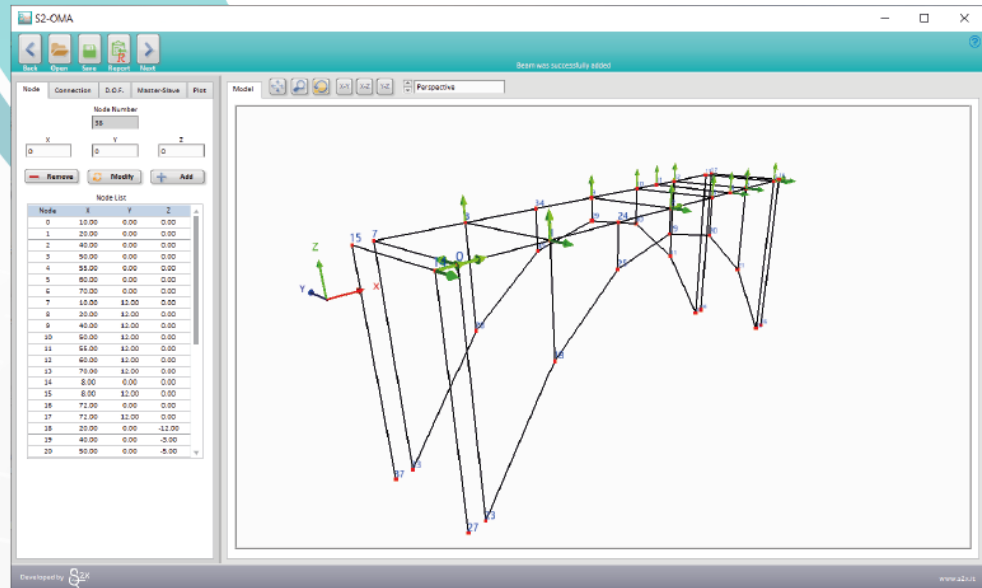 S2-OMA
Back Open Save Report Next
Beam was successfully added
Node Connection D.O.F. Master-Slave Plot
Model
X-Y X-Z Y-Z
Perspective
Node Number
X Y Z
0 0 0
Remove Modify Add
Node List
Node X Y Z
0 10.00 0.00 0.00
1 20.00 0.00 0.00
2 40.00 0.00 0.00
3 50.00 0.00 0.00
4 55.00 0.00 0.00
5 60.00 0.00 0.00
6 70.00 0.00 0.00
7 10.00 12.00 0.00
8 20.00 12.00 0.00
9 40.00 12.00 0.00
10 50.00 12.00 0.00
11 55.00 12.00 0.00
12 60.00 12.00 0.00
13 70.00 12.00 0.00
14 8.00 0.00 0.00
15 8.00 12.00 0.00
16 72.00 0.00 0.00
17 72.00 12.00 0.00
18 20.00 0.00 -12.00
19 40.00 0.00 -3.00
20 50.00 0.00 -5.00
34
24
15 7
0
Z
Y X
25
27
Developed by S2X
www.s2x.is